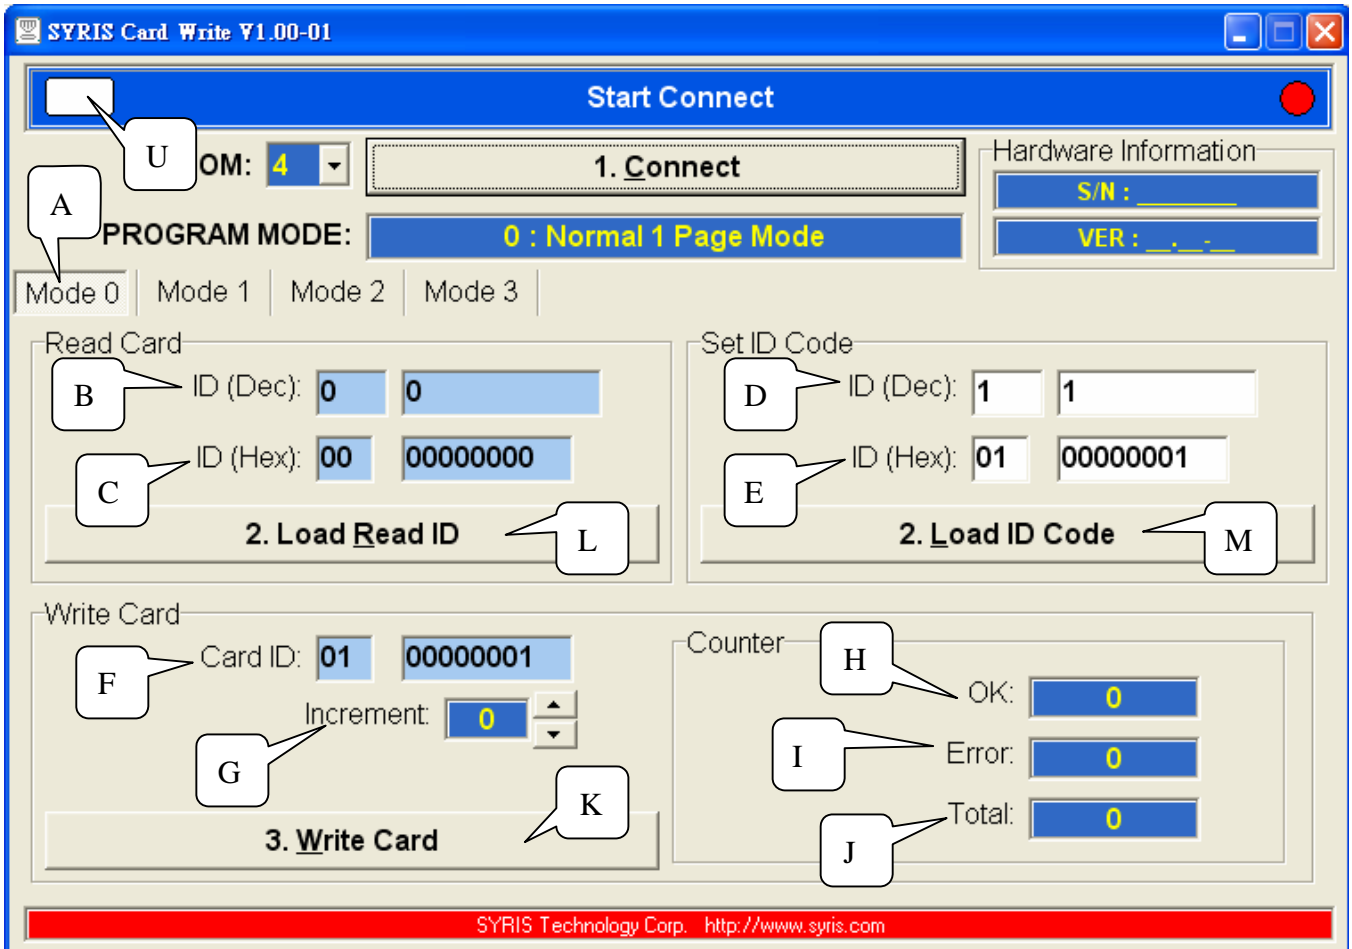 SYRIS Card Write V1.00-01
Start Connect
U
OM: 4
1. Connect
Hardware Information
S/N : _______
A
PROGRAM MODE: 0 : Normal 1 Page Mode
VER : __.__-__
Mode 0 Mode 1 Mode 2 Mode 3
Read Card
B
ID (Dec): 0 0
C
ID (Hex): 00 00000000
2. Load Read ID
L
Set ID Code
D
ID (Dec): 1 1
E
ID (Hex): 01 00000001
2. Load ID Code
M
Write Card
F
Card ID: 01 00000001
G
Increment: 0
K
3. Write Card
Counter
H
OK: 0
I
Error: 0
J
Total: 0
SYRIS Technology Corp. http://www.syris.com